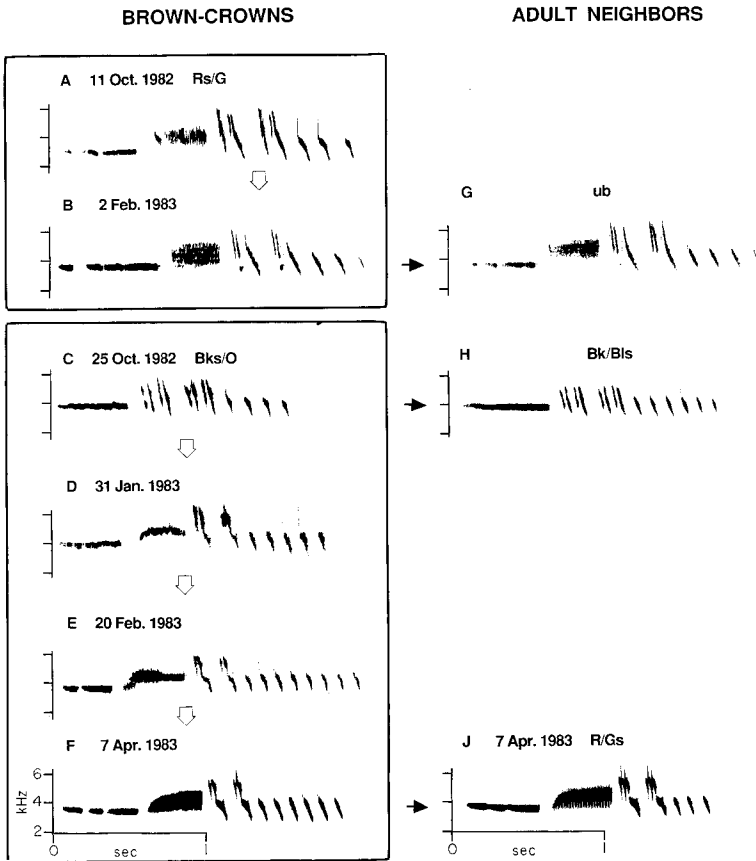 BROWN-CROWNS
ADULT NEIGHBORS
A 11 Oct. 1982 Rs/G
B 2 Feb. 1983
G ub
C 25 Oct. 1982 Bks/O
H Bk/Bls
D 31 Jan. 1983
E 20 Feb. 1983
F 7 Apr. 1983
J 7 Apr. 1983 R/Gs
6
4
2
kHz
0 sec 1
0 sec 1